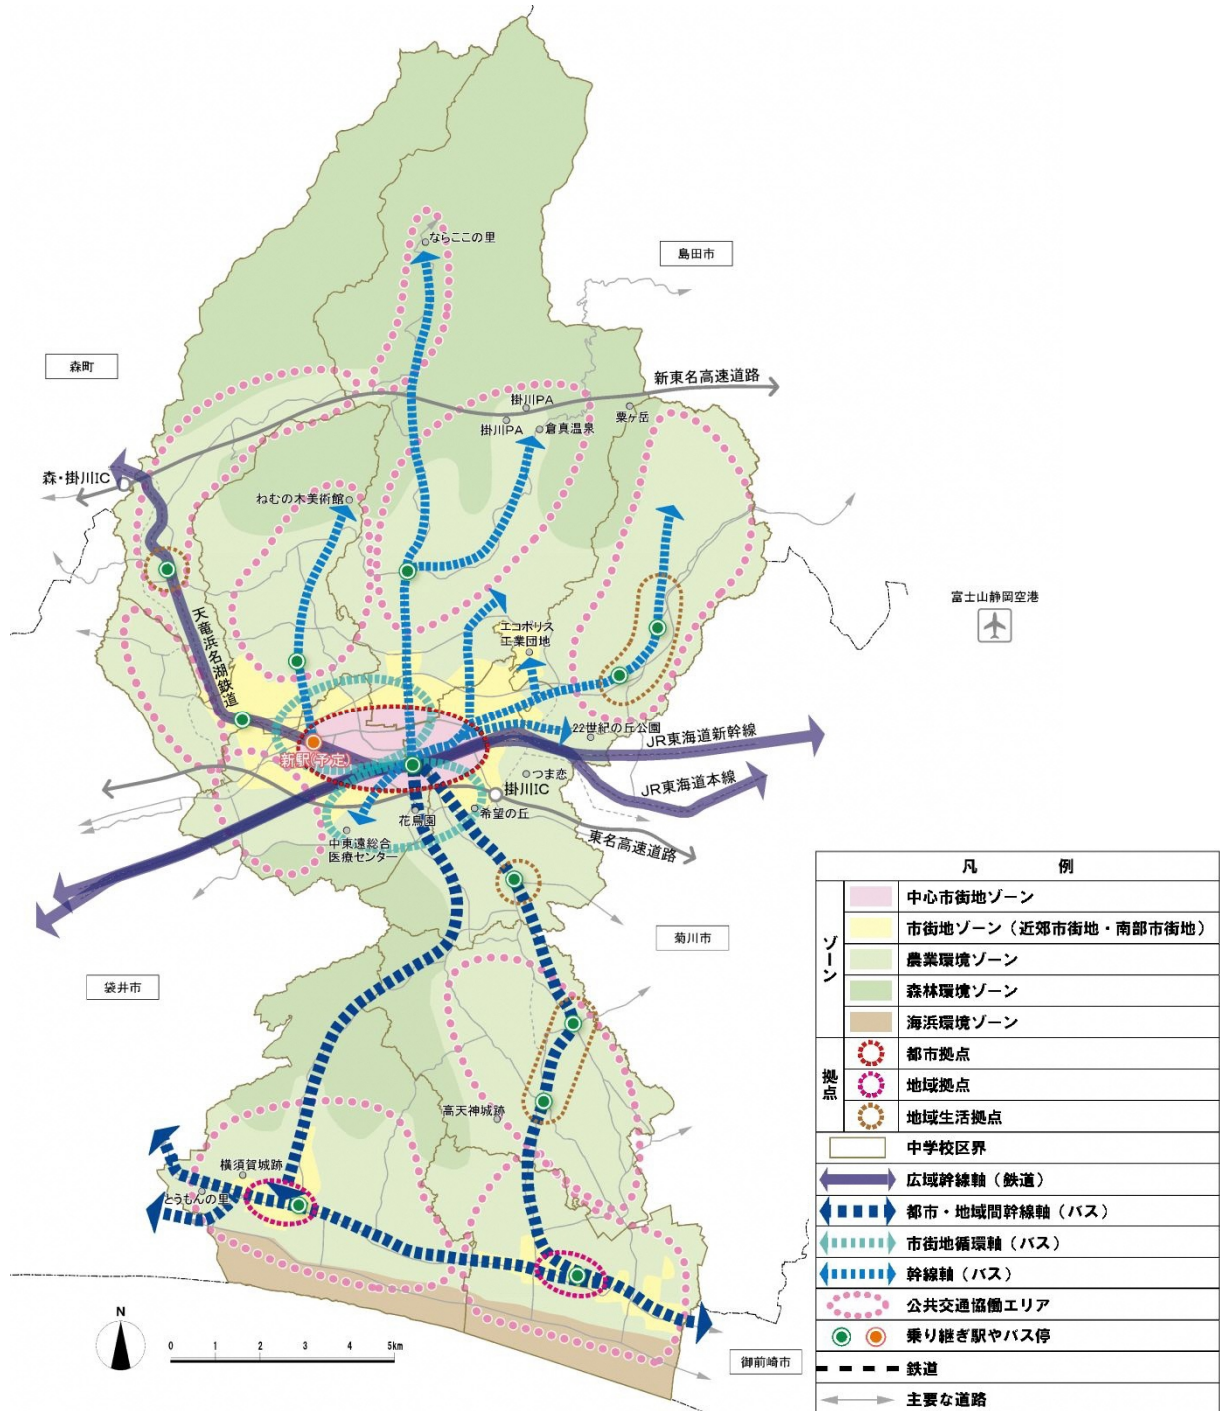 ならここの里
島田市
森町
新東名高速道路
掛川PA
掛川PA
粟ヶ岳
倉真温泉
森・掛川IC
ねむの木美術館
富士山静岡空港
エコポリス
工業団地
天竜浜名湖鉄道
22世紀の丘公園
JR東海道新幹線
新駅(予定)
つま恋
JR東海道本線
掛川IC
花鳥園
希望の丘
東名高速道路
中東遠総合
医療センター
菊川市
袋井市
高天神城跡
横須賀城跡
とうもんの里
御前崎市
N
0 1 2 3 4 5km
凡 例
ゾーン
中心市街地ゾーン
市街地ゾーン（近郊市街地・南部市街地）
農業環境ゾーン
森林環境ゾーン
海浜環境ゾーン
拠点
都市拠点
地域拠点
地域生活拠点
中学校区界
広域幹線軸（鉄道）
都市・地域間幹線軸（バス）
市街地循環軸（バス）
幹線軸（バス）
公共交通協働エリア
乗り継ぎ駅やバス停
鉄道
主要な道路